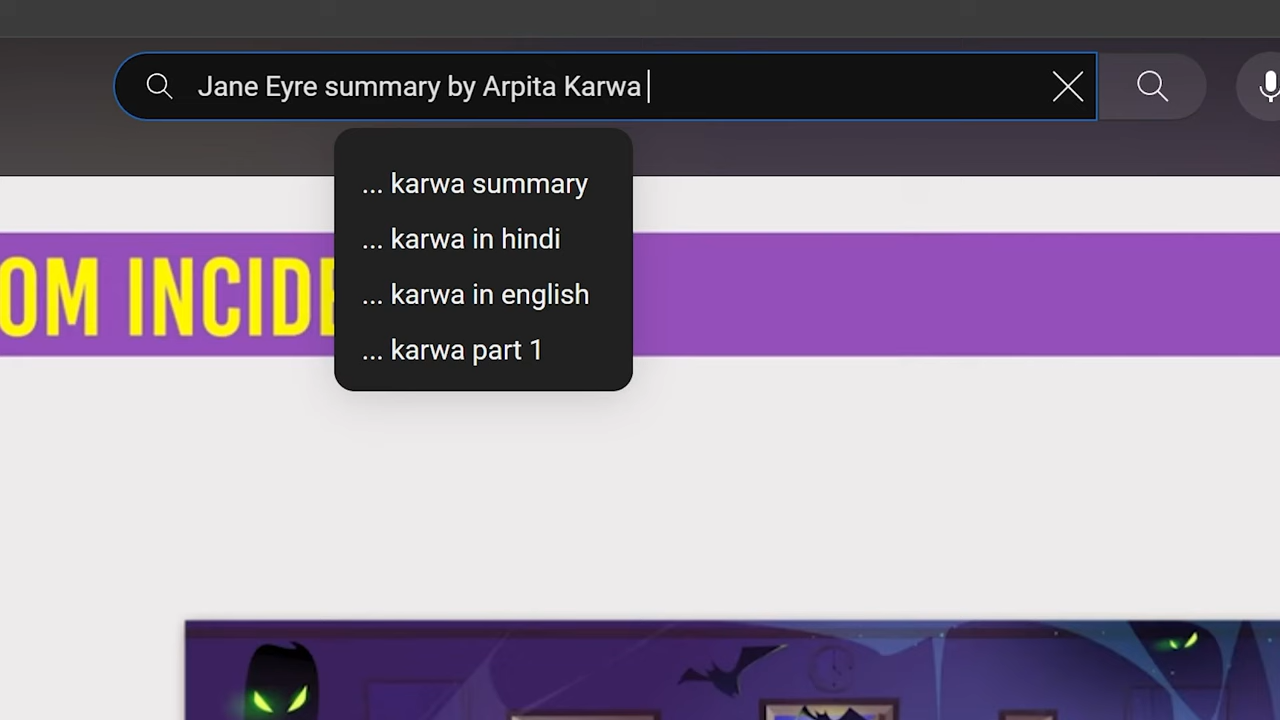 Jane Eyre summary by Arpita Karwa
... karwa summary
... karwa in hindi
OM INCIDE
... karwa in english
... karwa part 1